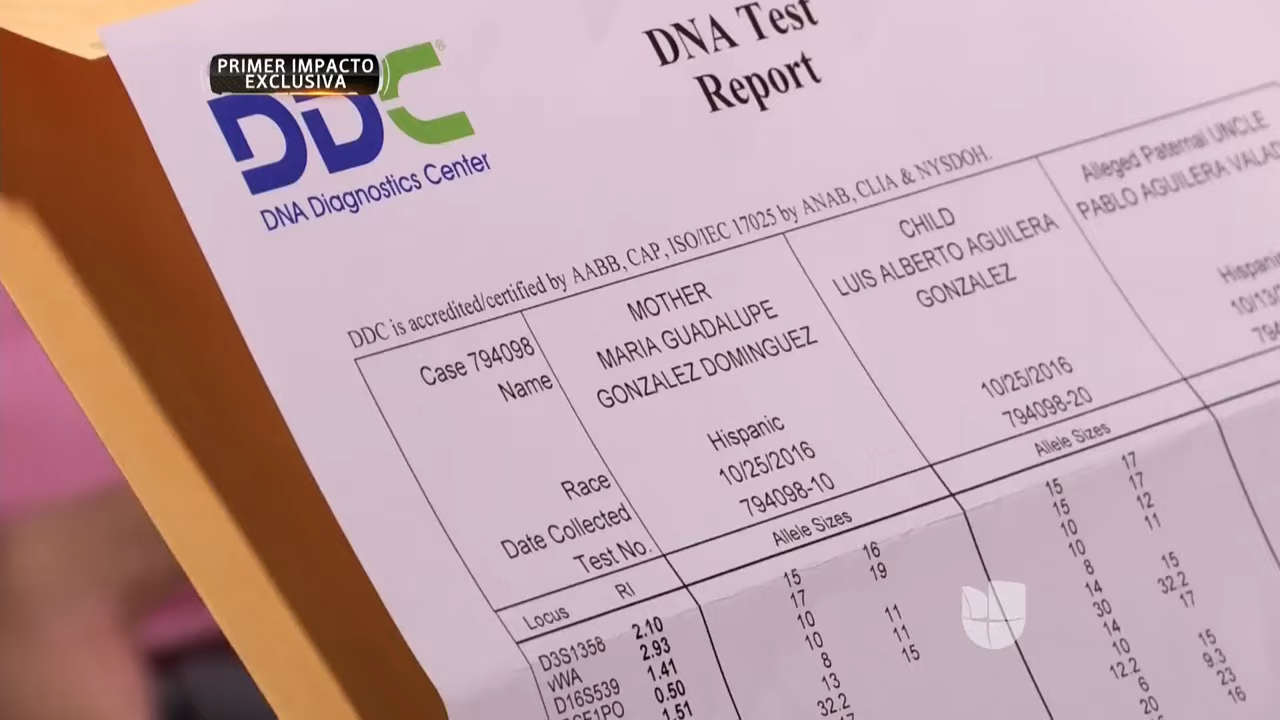 PRIMER IMPACTO
EXCLUSIVA
DDC
DNA Diagnostics Center
DNA Test
Report
DDC is accredited/certified by AABB, CAP, ISO/IEC 17025 by ANAB, CLIA & NYSDOH.
Case 794098
Name
Race
Date Collected
Test No.
MOTHER
MARIA GUADALUPE
GONZALEZ DOMINGUEZ
Hispanic
10/25/2016
794098-10
CHILD
LUIS ALBERTO AGUILERA
GONZALEZ
10/25/2016
794098-20
Alleged Paternal UNCLE
PABLO AGUILERA
Locus RI
Allele Sizes
Allele Sizes
D3S1358 2.10
vWA 2.93
D16S539 1.41
0.50
1.51
15 16
17 19
10
10 11
8 11
13 15
32.2
15 17
15 17
10 12
10 11
8
14 15
30 32.2
14 17
10
12.2 15
6 9.3
20 23
16